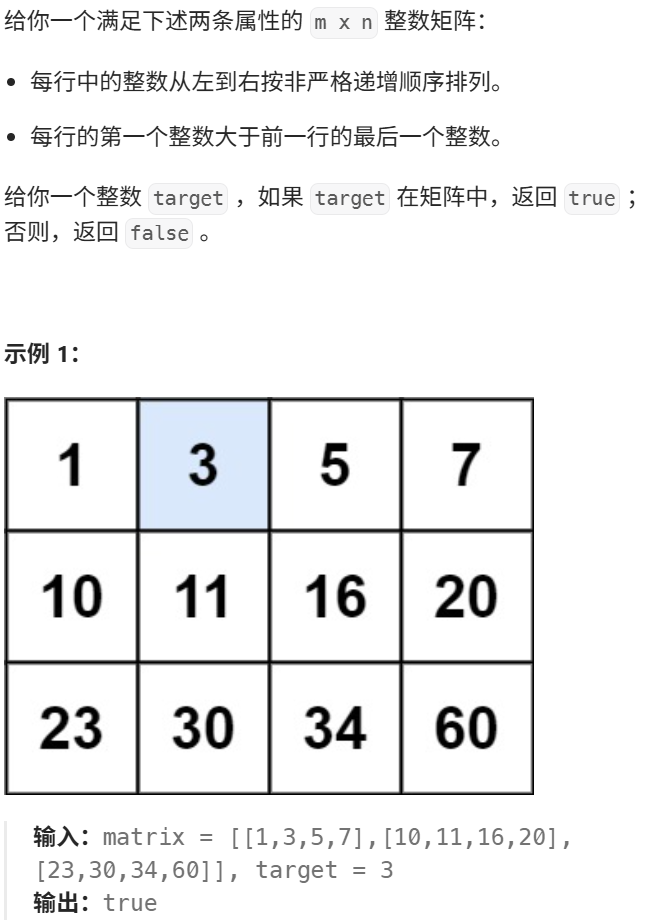 给你一个满足下述两条属性的 m x n 整数矩阵：
• 每行中的整数从左到右按非严格递增顺序排列。
• 每行的第一个整数大于前一行的最后一个整数。
给你一个整数 target ，如果 target 在矩阵中，返回 true ；
否则，返回 false 。
示例 1：
1 3 5 7
10 11 16 20
23 30 34 60
输入：matrix = [[1,3,5,7],[10,11,16,20],
[23,30,34,60]], target = 3
输出：true